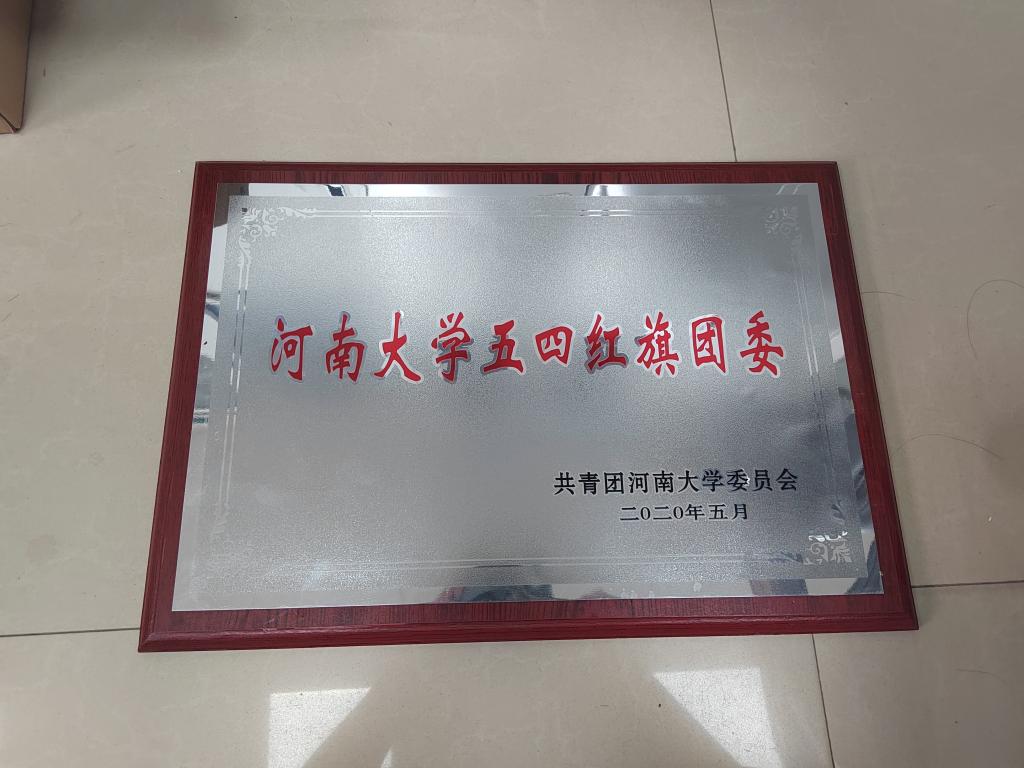 河南大学五四红旗团委
共青团河南大学委员会
二〇二〇年五月